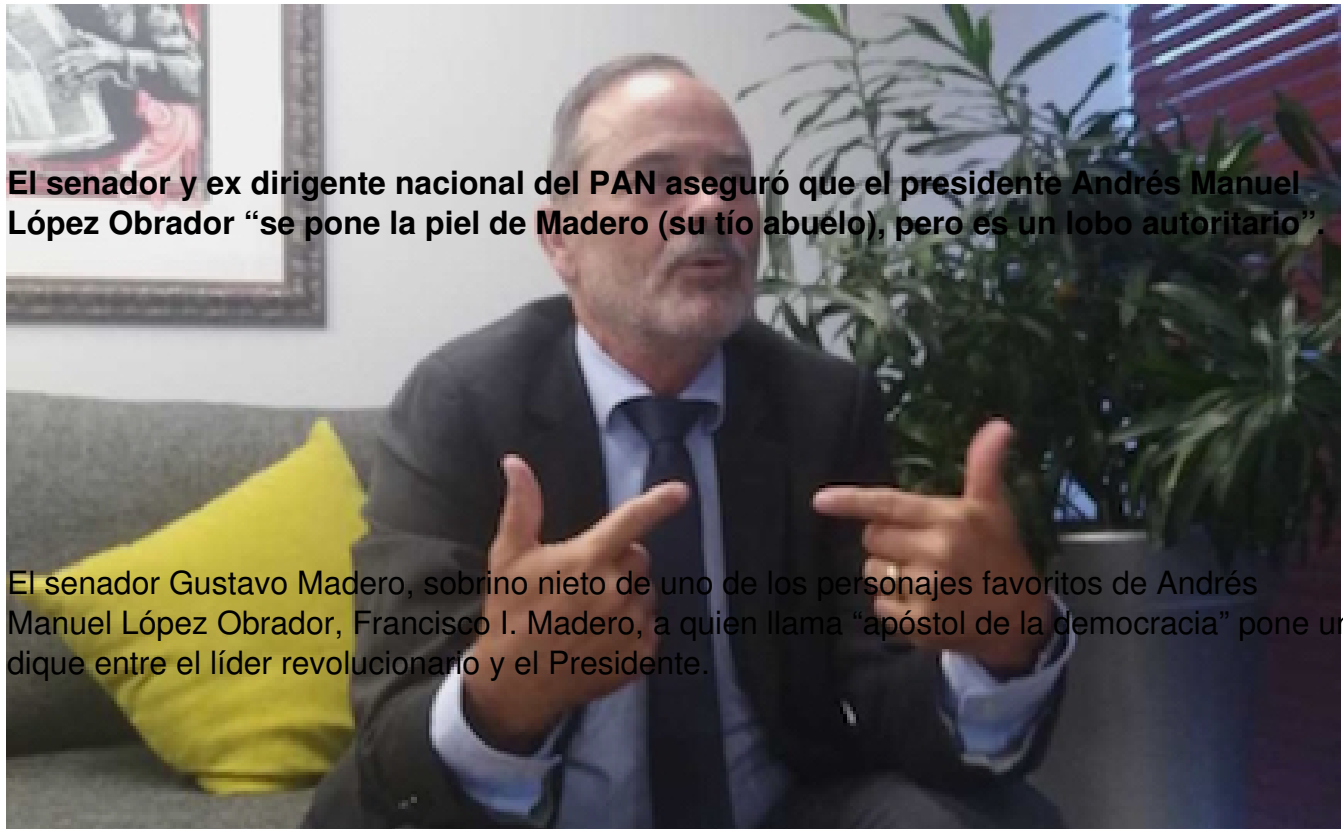 El senador y ex dirigente nacional del PAN aseguró que el presidente Andrés Manuel
López Obrador “se pone la piel de Madero (su tío abuelo), pero es un lobo autoritario”.
El senador Gustavo Madero, sobrino nieto de uno de los personajes favoritos de Andrés
Manuel López Obrador, Francisco I. Madero, a quien llama “apóstol de la democracia” pone
dique entre el líder revolucionario y el Presidente.